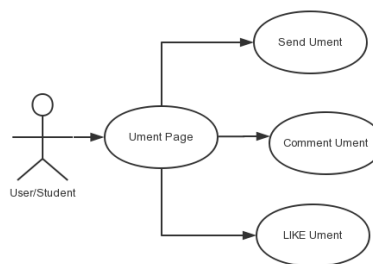 Send Ument
Ument Page
Comment Ument
User/Student
LIKE Ument